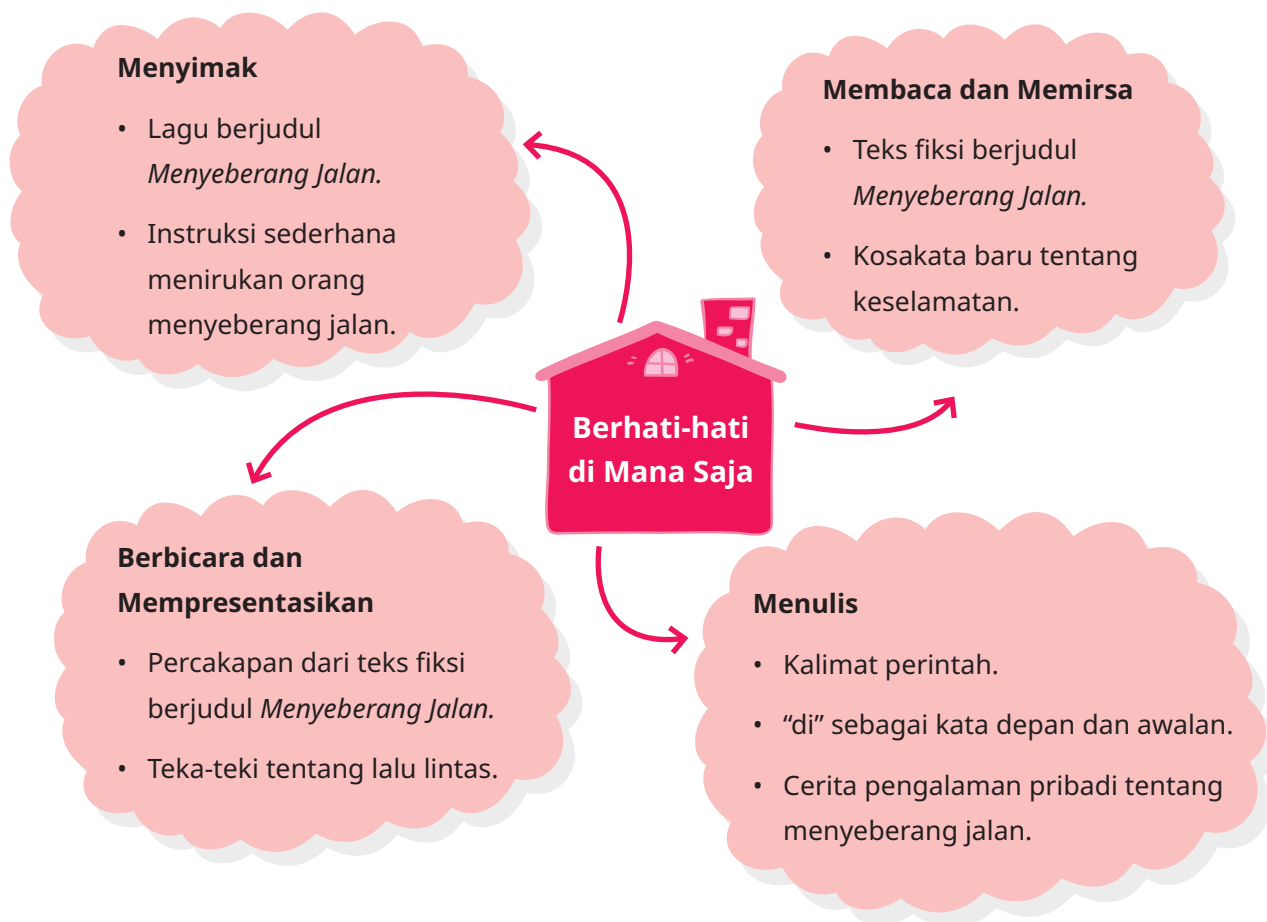 Menyimak
• Lagu berjudul
Menyeberang Jalan.
• Instruksi sederhana
menirukan orang
menyeberang jalan.
Membaca dan Memirsa
• Teks fiksi berjudul
Menyeberang Jalan.
• Kosakata baru tentang
keselamatan.
Berhati-hati
di Mana Saja
Berbicara dan
Mempresentasikan
• Percakapan dari teks fiksi
berjudul Menyeberang Jalan.
• Teka-teki tentang lalu lintas.
Menulis
• Kalimat perintah.
• “di” sebagai kata depan dan awalan.
• Cerita pengalaman pribadi tentang
menyeberang jalan.